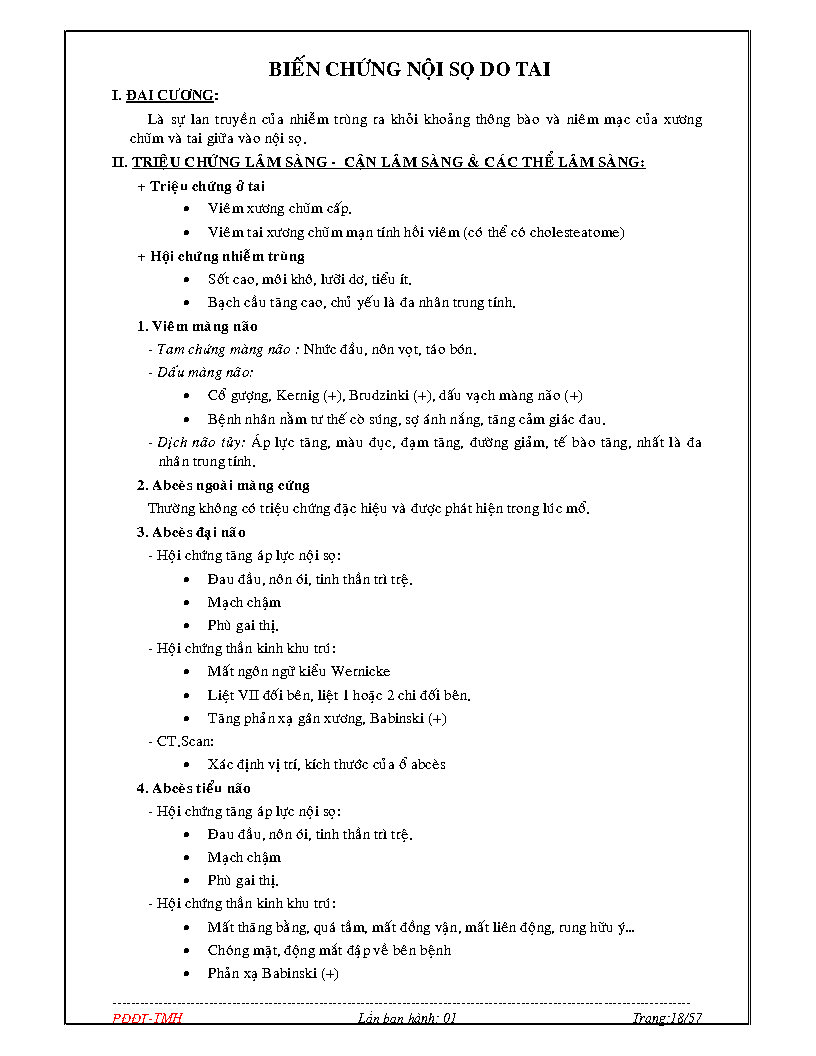 BIẾN CHỨNG NỘI SỌ DO TAI
I. ĐAI CƯƠNG:
Là sự lan truyền của nhiễm trùng ra khỏi khoảng thông bào và niêm mạc của xương
chũm và tai giữa vào nội sọ.
II. TRIỆU CHỨNG LÂM SÀNG - CẬN LÂM SÀNG & CÁC THỂ LÂM SÀNG:
+ Triệu chứng ở tai
• Viêm xương chũm cấp.
• Viêm tai xương chũm mạn tính hồi viêm (có thể có cholesteatome)
+ Hội chứng nhiễm trùng
• Sốt cao, môi khô, lưỡi dơ, tiểu ít.
• Bạch cầu tăng cao, chủ yếu là đa nhân trung tính.
1. Viêm màng não
- Tam chứng màng não : Nhức đầu, nôn vọt, táo bón.
- Dấu màng não:
• Cổ gượng, Kernig (+), Brudzinki (+), dấu vạch màng não (+)
• Bệnh nhân nằm tư thế cò súng, sợ ánh nắng, tăng cảm giác đau.
- Dịch não tủy: Áp lực tăng, màu đục, đạm tăng, đường giảm, tế bào tăng, nhất là đa
nhân trung tính.
2. Abcès ngoài màng cứng
Thường không có triệu chứng đặc hiệu và được phát hiện trong lúc mổ.
3. Abcès đại não
- Hội chứng tăng áp lực nội sọ:
• Đau đầu, nôn ói, tinh thần trì trệ.
• Mạch chậm
• Phù gai thị.
- Hội chứng thần kinh khu trú:
• Mất ngôn ngữ kiểu Wernicke
• Liệt VII đối bên, liệt 1 hoặc 2 chi đối bên.
• Tăng phản xạ gân xương, Babinski (+)
- CT.Scan:
• Xác định vị trí, kích thước của ổ abcès
4. Abcès tiểu não
- Hội chứng tăng áp lực nội sọ:
• Đau đầu, nôn ói, tinh thần trì trệ.
• Mạch chậm
• Phù gai thị.
- Hội chứng thần kinh khu trú:
• Mất thăng bằng, quá tầm, mất đồng vận, mất liên động, rung hữu ý...
• Chóng mặt, động mắt đập về bên bệnh
• Phản xạ Babinski (+)
PĐĐT-TMH Lần ban hành: 01 Trang:18/57